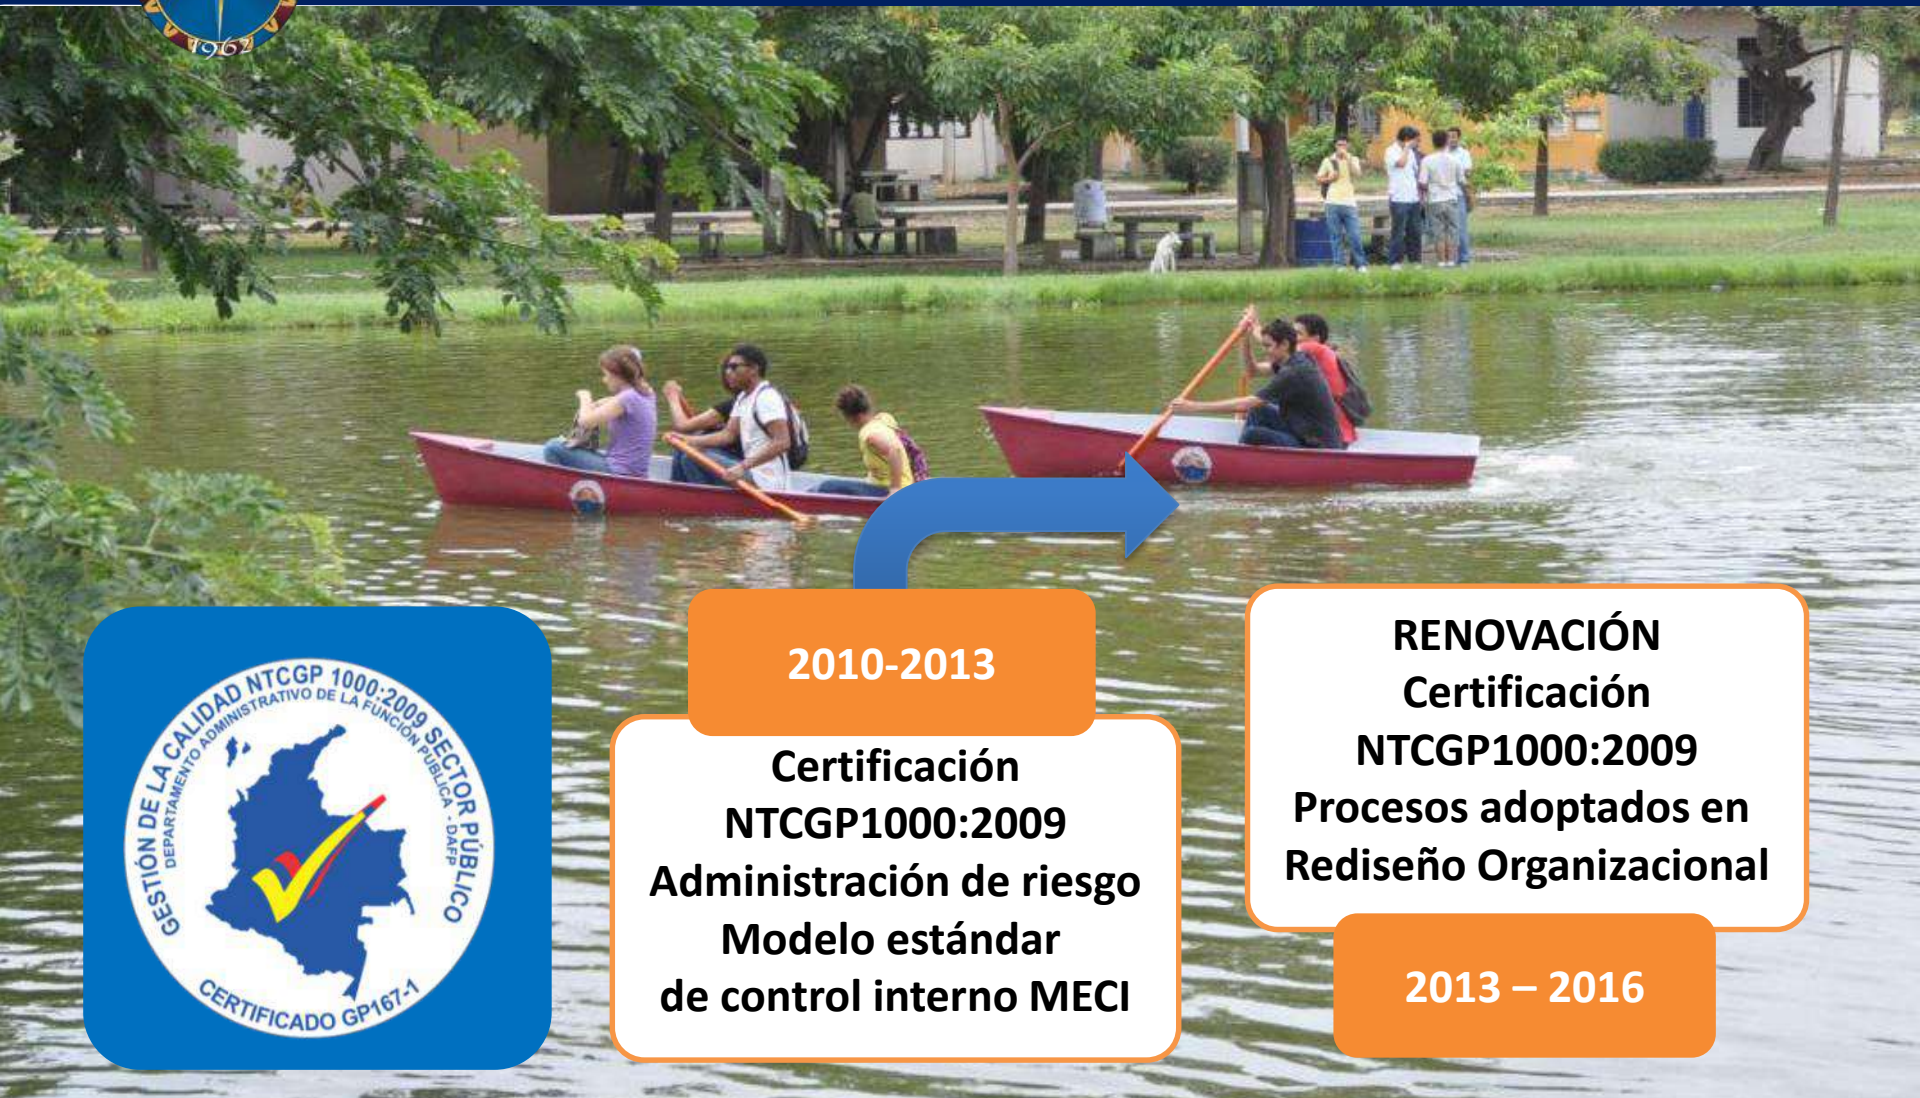 1962
GESTIÓN DE LA CALIDAD NTCGP 1000:2009 SECTOR PÚBLICO
DEPARTAMENTO ADMINISTRATIVO DE LA FUNCIÓN PÚBLICA - DAFP
CERTIFICADO GP167-1
2010-2013
Certificación
NTCGP1000:2009
Administración de riesgo
Modelo estándar
de control interno MECI
RENOVACIÓN
Certificación
NTCGP1000:2009
Procesos adoptados en
Rediseño Organizacional
2013 – 2016